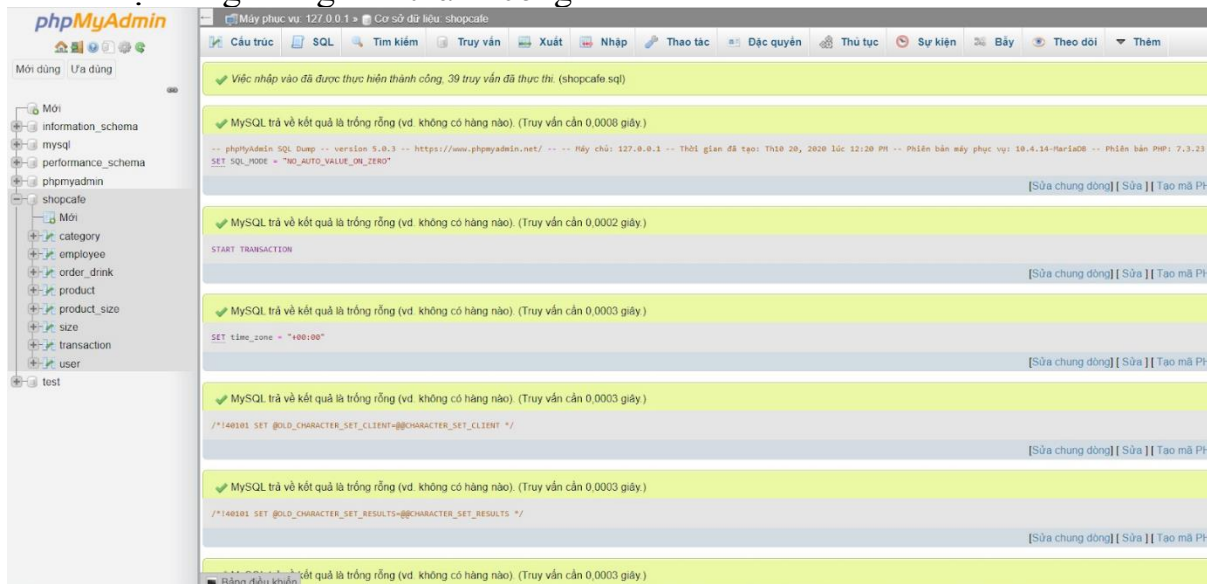 phpMyAdmin
Mới dùng Ưa dùng
Mới
information_schema
mysql
performance_schema
phpmyadmin
shopcafe
Mới
category
employee
order_drink
product
product_size
size
transaction
user
test
Máy phục vụ: 127.0.0.1 » Cơ sở dữ liệu: shopcafe
Cấu trúc SQL Tìm kiếm Truy vấn Xuất Nhập Thao tác Đặc quyền Thủ tục Sự kiện Bẫy Theo dõi Thêm
Việc nhập vào đã được thực hiện thành công, 39 truy vấn đã thực thi. (shopcafe.sql)
MySQL trả về kết quả là trống rỗng (vd. không có hàng nào). (Truy vấn cần 0,0008 giây.)
-- phpMyAdmin SQL Dump -- version 5.0.3 -- https://www.phpmyadmin.net/ -- -- Máy chủ: 127.0.0.1 -- Thời gian đã tạo: Th10 20, 2020 lúc 12:20 PM -- Phiên bản máy phục vụ: 10.4.14-MariaDB -- Phiên bản PHP: 7.3.23
SET SQL_MODE = "NO_AUTO_VALUE_ON_ZERO"
[Sửa chung dòng] [ Sửa ] [ Tạo mã PH
MySQL trả về kết quả là trống rỗng (vd. không có hàng nào). (Truy vấn cần 0,0002 giây.)
START TRANSACTION
[Sửa chung dòng] [ Sửa ] [ Tạo mã PH
MySQL trả về kết quả là trống rỗng (vd. không có hàng nào). (Truy vấn cần 0,0003 giây.)
SET time_zone = "+00:00"
[Sửa chung dòng] [ Sửa ] [ Tạo mã PH
MySQL trả về kết quả là trống rỗng (vd. không có hàng nào). (Truy vấn cần 0,0003 giây.)
/*!40101 SET @OLD_CHARACTER_SET_CLIENT=@@CHARACTER_SET_CLIENT */
[Sửa chung dòng] [ Sửa ] [ Tạo mã PH
MySQL trả về kết quả là trống rỗng (vd. không có hàng nào). (Truy vấn cần 0,0003 giây.)
/*!40101 SET @OLD_CHARACTER_SET_RESULTS=@@CHARACTER_SET_RESULTS */
[Sửa chung dòng] [ Sửa ] [ Tạo mã PH
kết quả là trống rỗng (vd. không có hàng nào). (Truy vấn cần 0,0003 giây.)
Bảng điều khiển